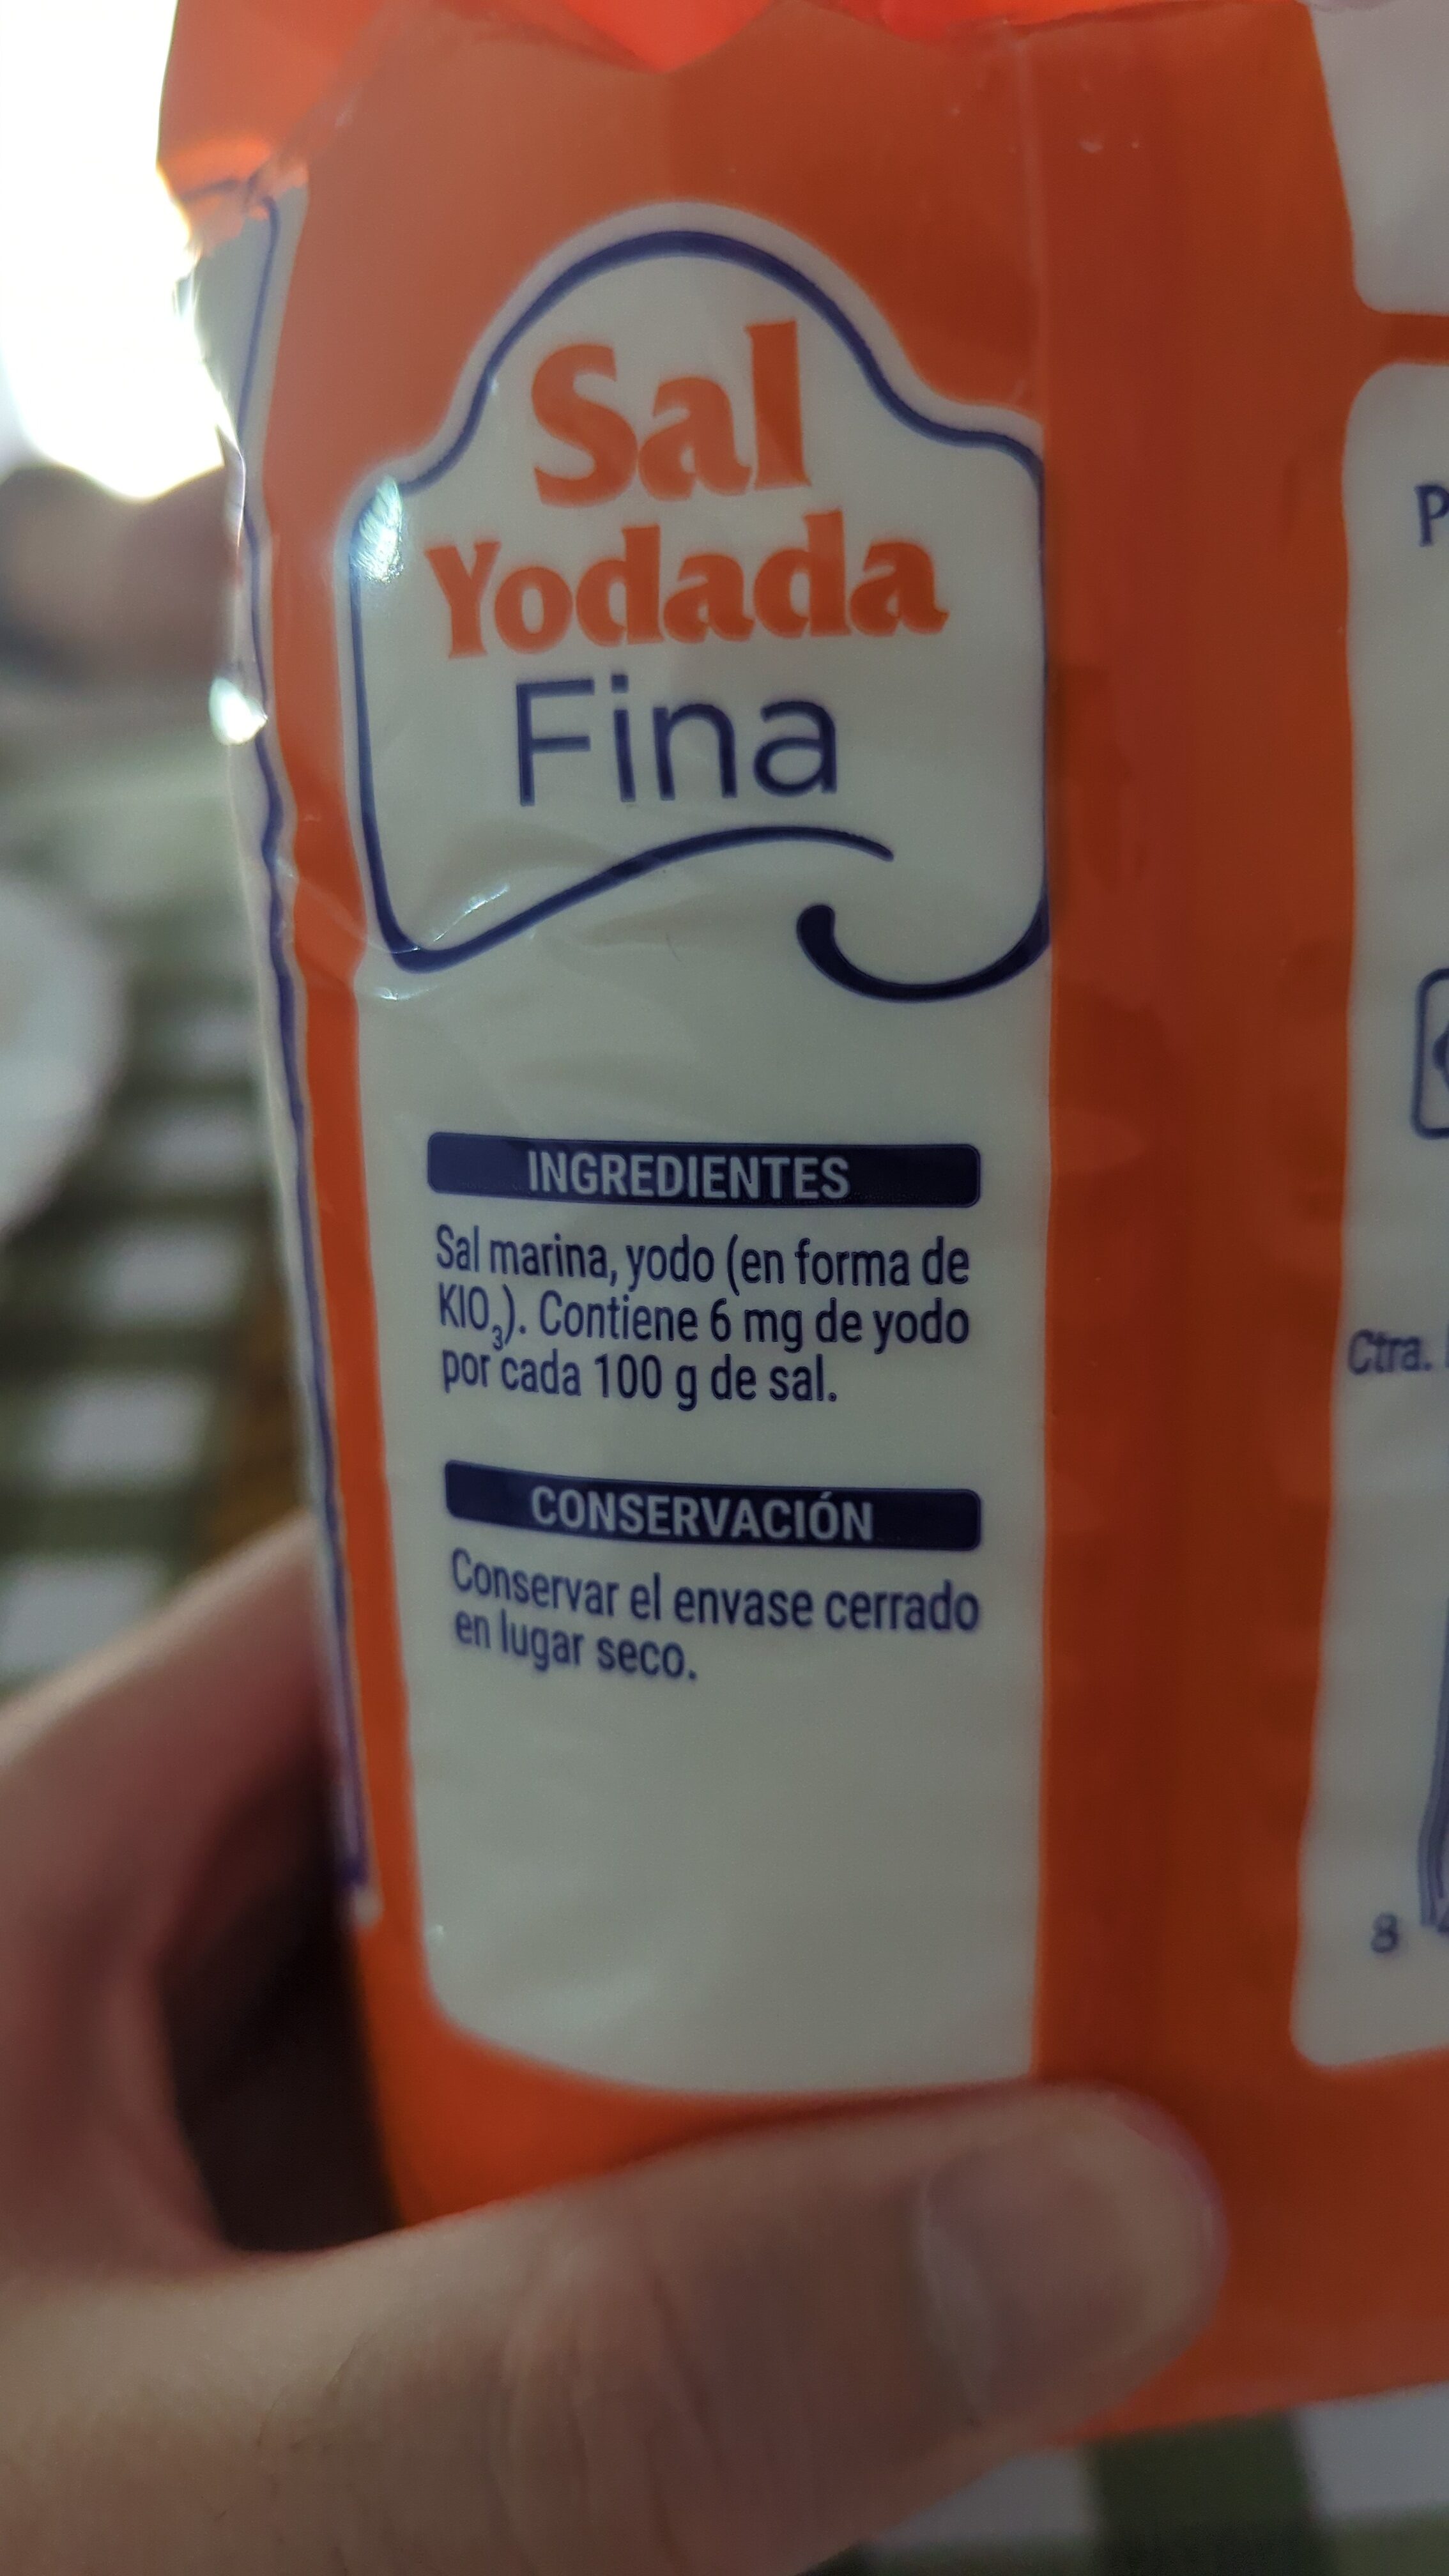 Sal
Yodada
Fina
INGREDIENTES
Sal marina, yodo (en forma de
KIO₃). Contiene 6 mg de yodo
por cada 100 g de sal.
CONSERVACIÓN
Conservar el envase cerrado
en lugar seco.
P
Ctra.
8